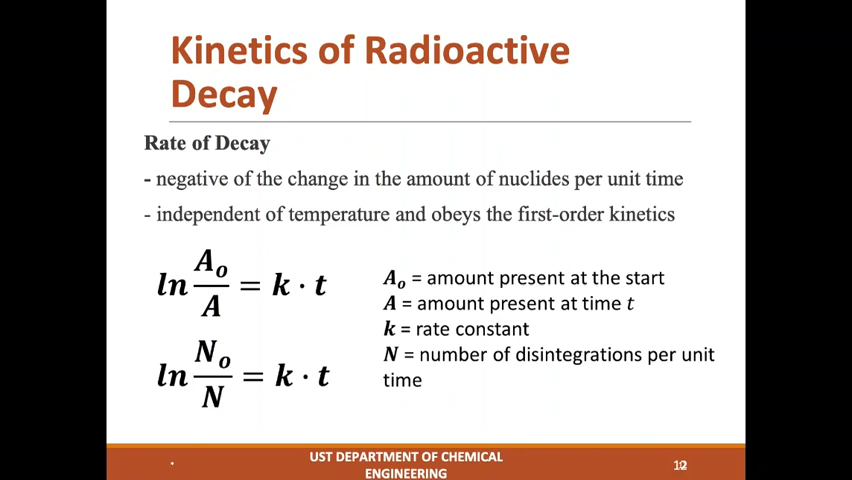 Kinetics of Radioactive
Decay
Rate of Decay
- negative of the change in the amount of nuclides per unit time
- independent of temperature and obeys the first-order kinetics
ln A₀/A = k · t
A₀ = amount present at the start
A = amount present at time t
k = rate constant
N = number of disintegrations per unit
time
ln N₀/N = k · t
UST DEPARTMENT OF CHEMICAL
ENGINEERING